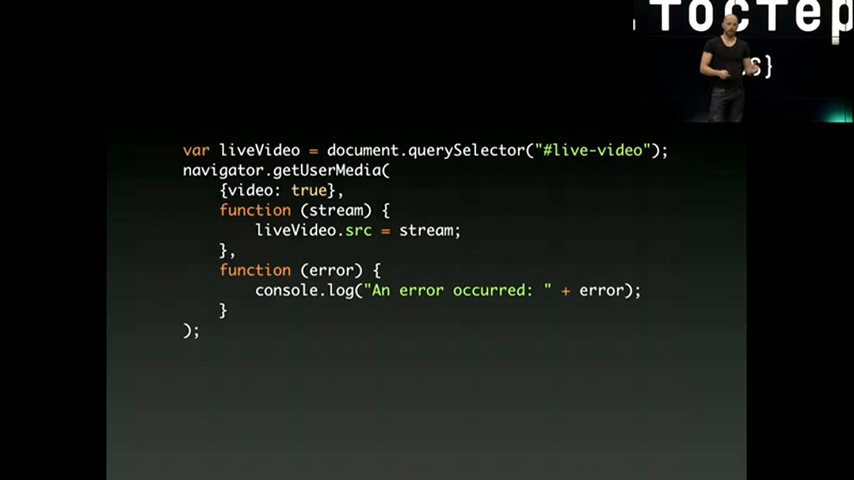 .тостер
s}
var liveVideo = document.querySelector("#live-video");
navigator.getUserMedia(
{video: true},
function (stream) {
liveVideo.src = stream;
},
function (error) {
console.log("An error occurred: " + error);
}
);